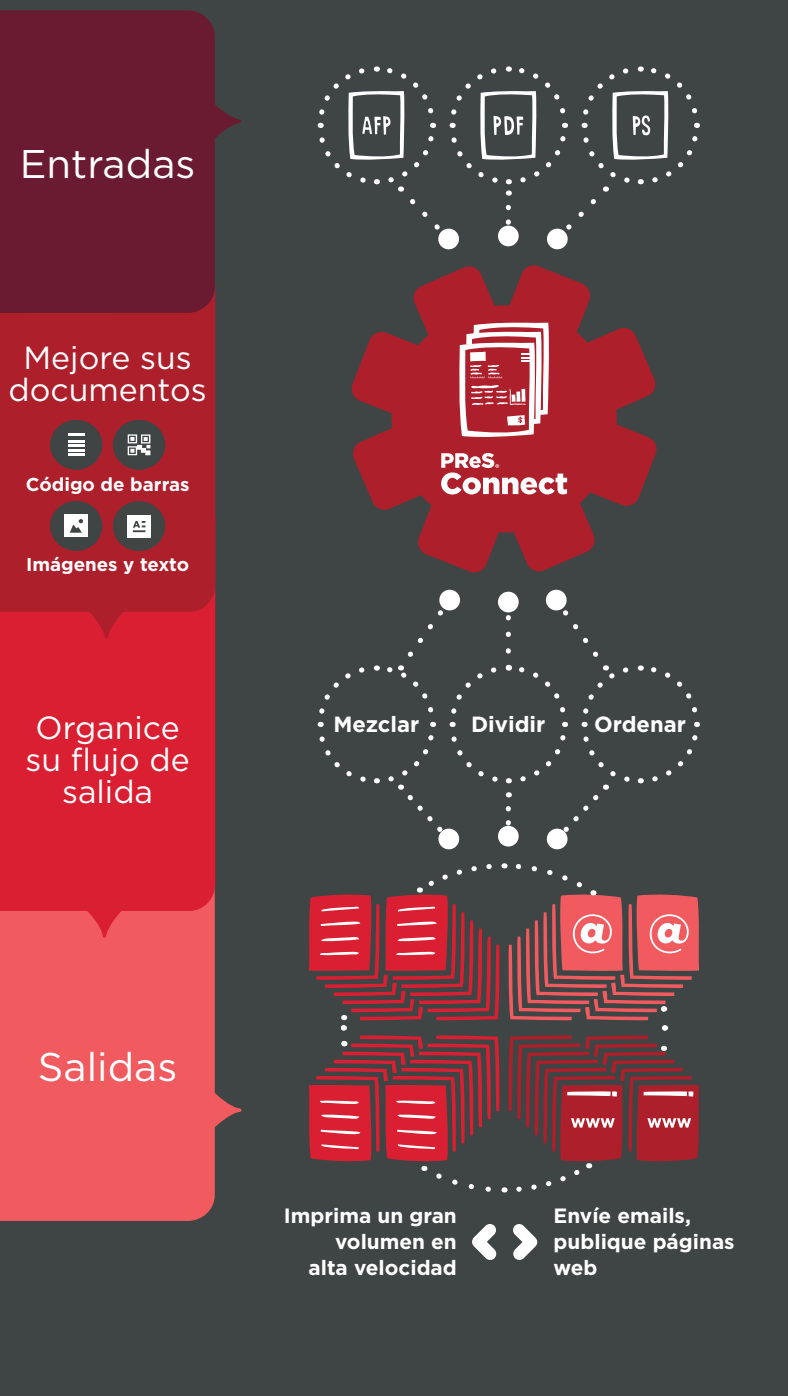 Entradas
AFP
PDF
PS
Mejore sus
documentos
Código de barras
A
Imágenes y texto
$
PReS®
Connect
Organice
su flujo de
salida
Mezclar
Dividir
Ordenar
Salidas
@
@
www
www
Imprima un gran
volumen en
alta velocidad
Envíe emails,
publique páginas
web